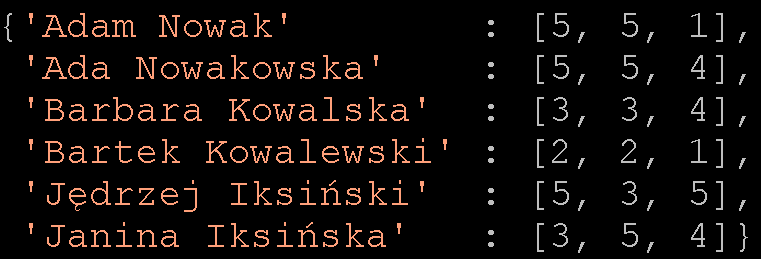 {'Adam Nowak'        : [5, 5, 1],
 'Ada Nowakowska'    : [5, 5, 4],
 'Barbara Kowalska'  : [3, 3, 4],
 'Bartek Kowalewski' : [2, 2, 1],
 'Jędrzej Iksiński'  : [5, 3, 5],
 'Janina Iksińska'   : [3, 5, 4]}